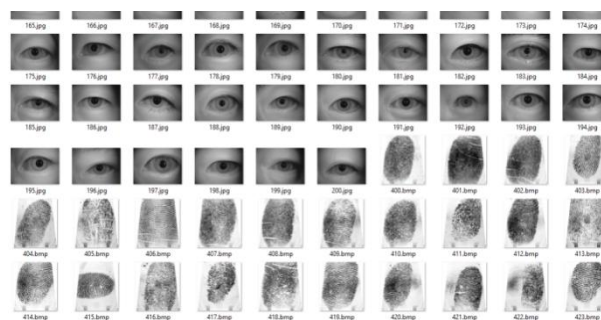 165.jpg 166.jpg 167.jpg 168.jpg 169.jpg 170.jpg 171.jpg 172.jpg 173.jpg 174.jpg
175.jpg 176.jpg 177.jpg 178.jpg 179.jpg 180.jpg 181.jpg 182.jpg 183.jpg 184.jpg
185.jpg 186.jpg 187.jpg 188.jpg 189.jpg 190.jpg 191.jpg 192.jpg 193.jpg 194.jpg
195.jpg 196.jpg 197.jpg 198.jpg 199.jpg 200.jpg 400.bmp 401.bmp 402.bmp 403.bmp
404.bmp 405.bmp 406.bmp 407.bmp 408.bmp 409.bmp 410.bmp 411.bmp 412.bmp 413.bmp
414.bmp 415.bmp 416.bmp 417.bmp 418.bmp 419.bmp 420.bmp 421.bmp 422.bmp 423.bmp